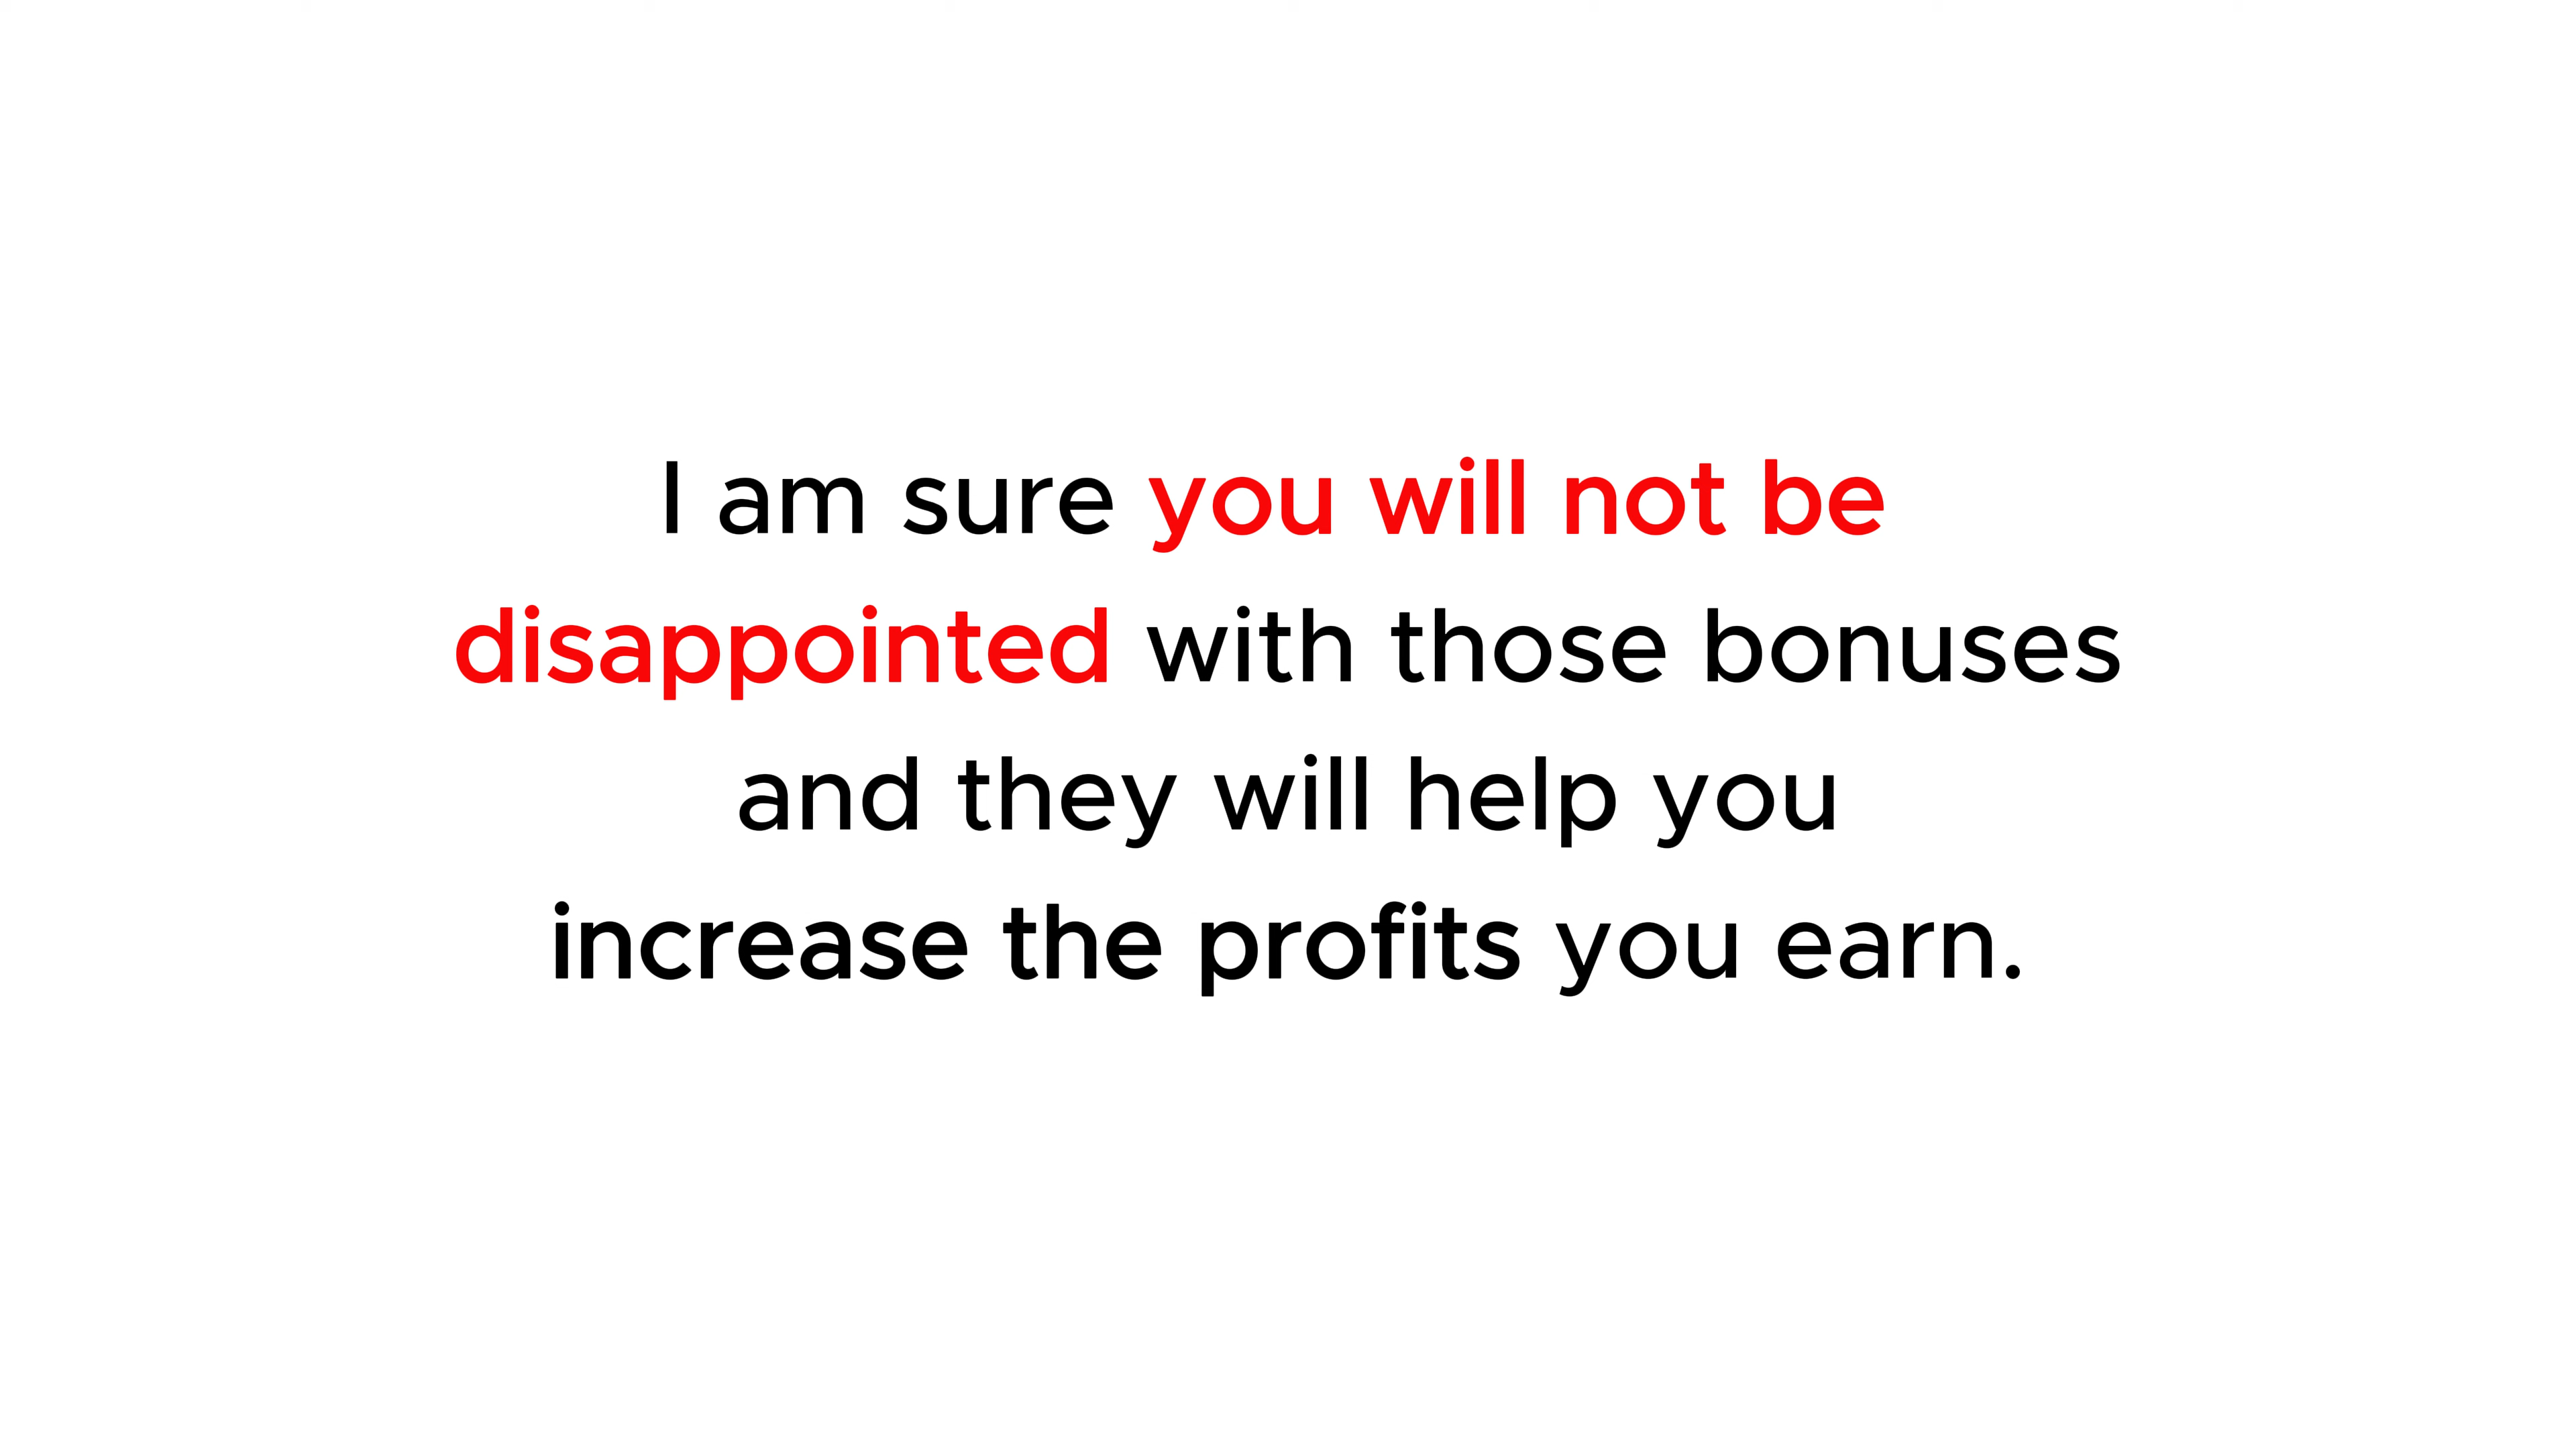 I am sure you will not be
disappointed with those bonuses
and they will help you
increase the profits you earn.